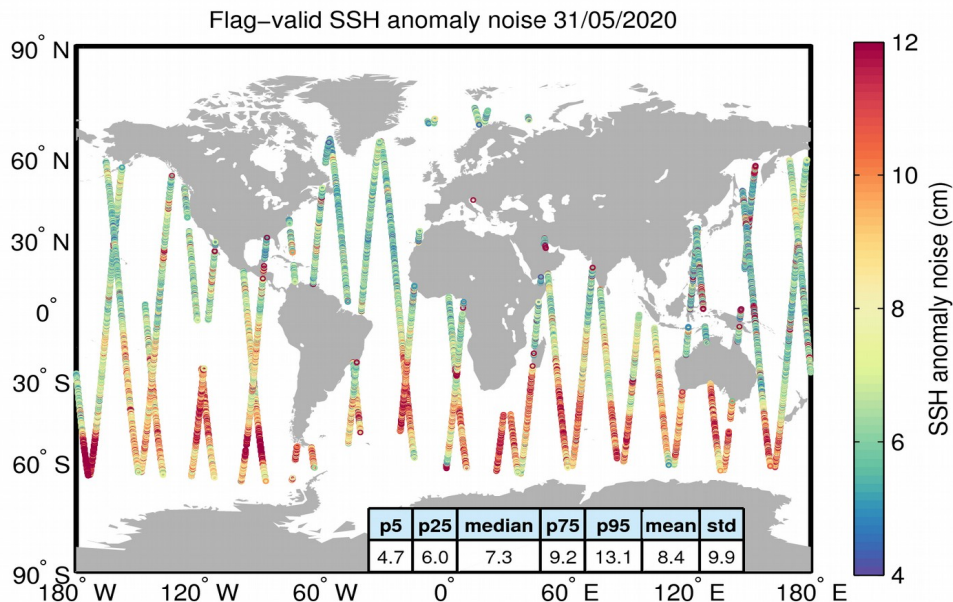 Flag−valid SSH anomaly noise 31/05/2020
90° N
60° N
30° N
0°
30° S
60° S
90° S
180° W
120° W
60° W
0°
60° E
120° E
180° E
p5 p25 median p75 p95 mean std
4.7 6.0 7.3 9.2 13.1 8.4 9.9
12
10
8
6
4
SSH anomaly noise (cm)